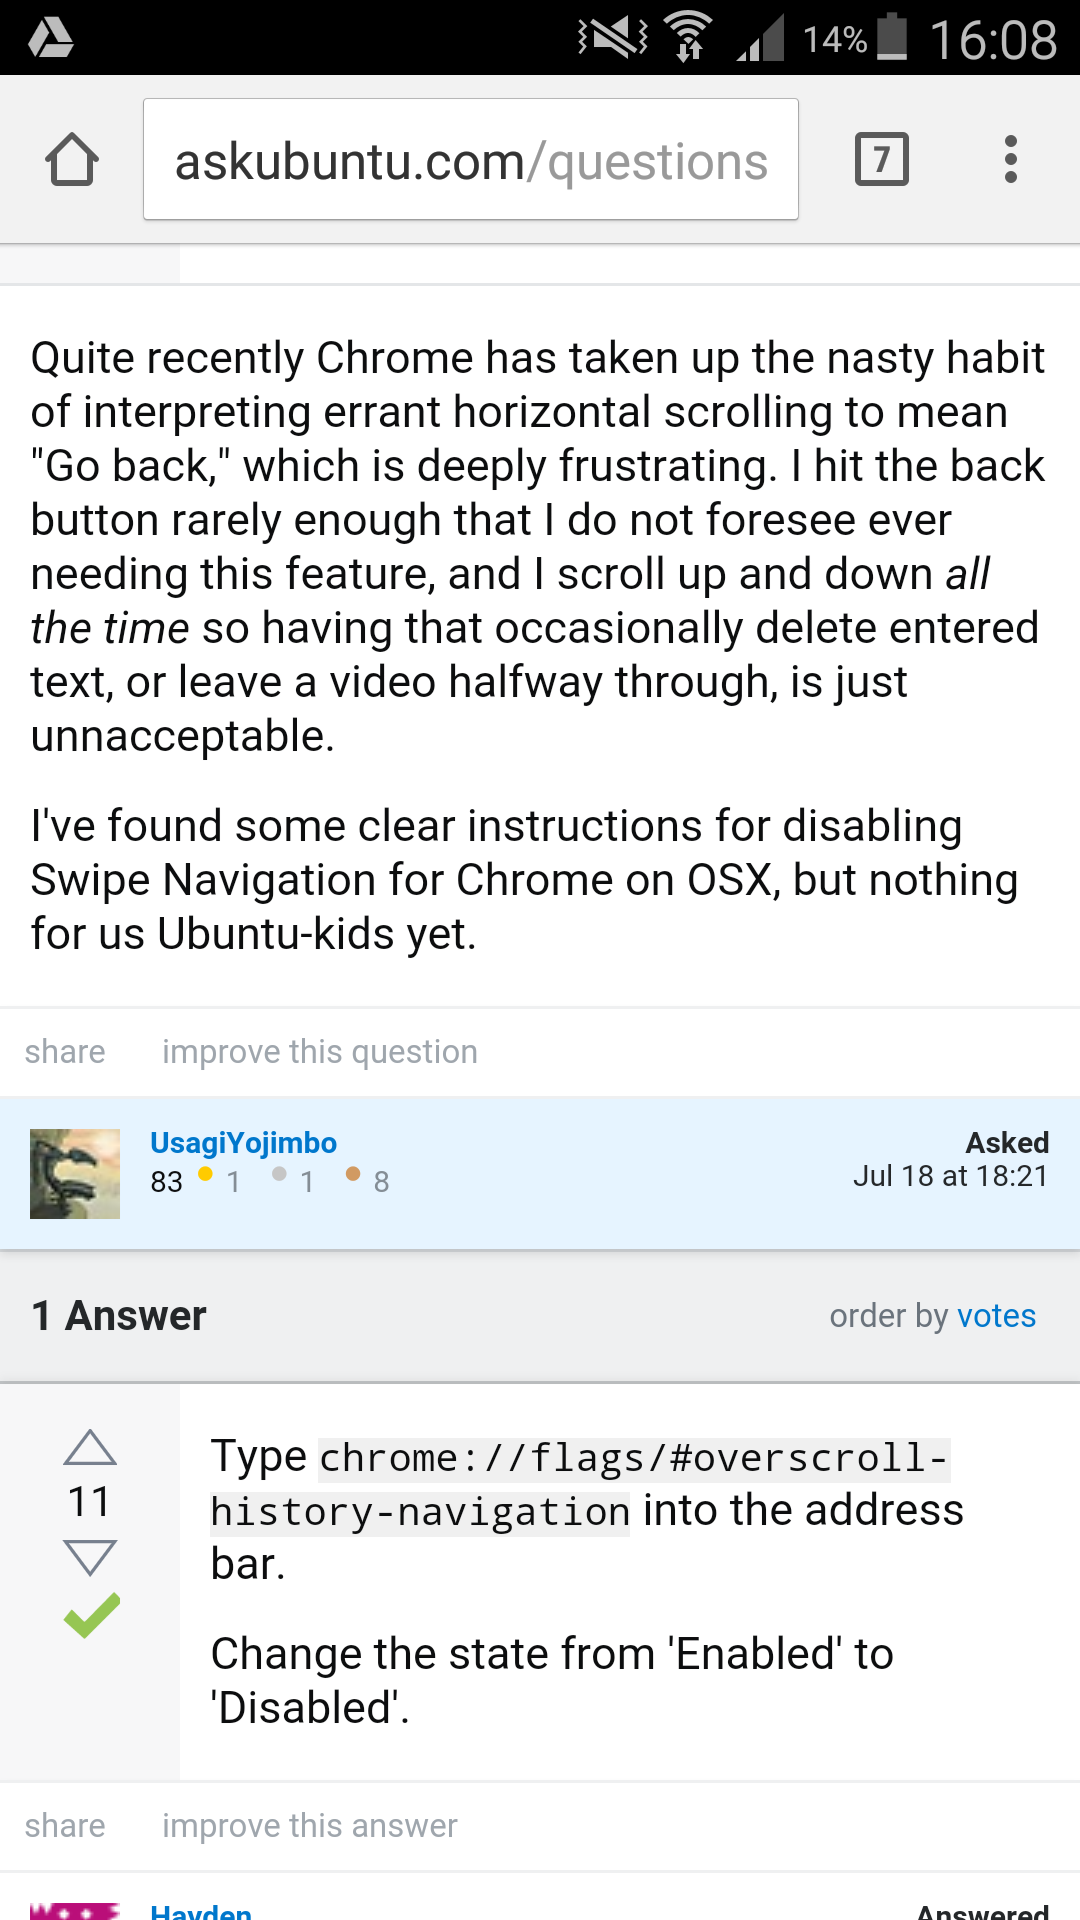 14% 16:08
askubuntu.com/questions 7
Quite recently Chrome has taken up the nasty habit
of interpreting errant horizontal scrolling to mean
"Go back," which is deeply frustrating. I hit the back
button rarely enough that I do not foresee ever
needing this feature, and I scroll up and down all
the time so having that occasionally delete entered
text, or leave a video halfway through, is just
unnacceptable.
I've found some clear instructions for disabling
Swipe Navigation for Chrome on OSX, but nothing
for us Ubuntu-kids yet.
share improve this question
UsagiYojimbo Asked
83 1 1 8 Jul 18 at 18:21
1 Answer order by votes
Type chrome://flags/#overscroll-
11 history-navigation into the address
bar.
Change the state from 'Enabled' to
'Disabled'.
share improve this answer
Hayden Answered